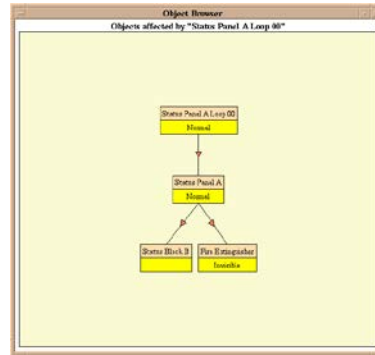 Object Browser
Objects affected by "Status Panel A Loop 00"
Status Panel A Loop 00
Normal
Status Panel A
Normal
Status Block B
Fire Extinguisher
Invisible